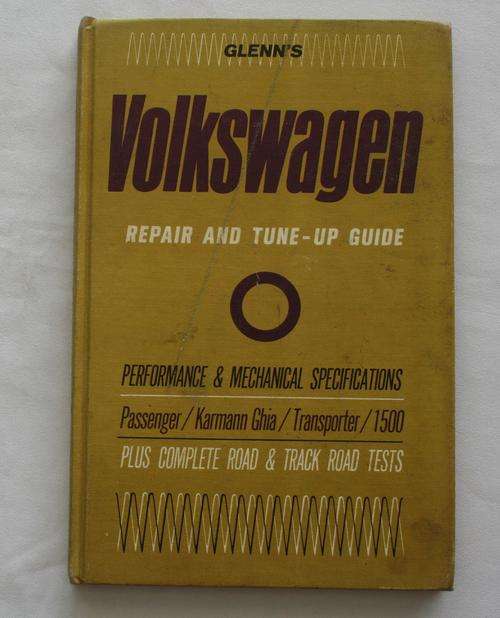 GLENN'S
Volkswagen
REPAIR AND TUNE-UP GUIDE
PERFORMANCE & MECHANICAL SPECIFICATIONS
Passenger / Karmann Ghia / Transporter / 1500
PLUS COMPLETE ROAD & TRACK ROAD TESTS